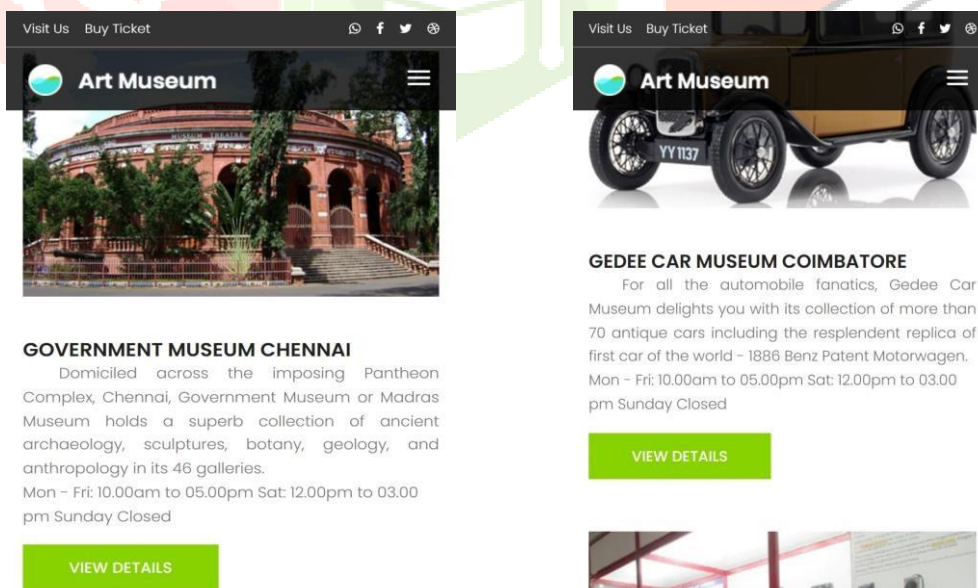 Visit Us Buy Ticket
Art Museum
MUSEUM THEATRE
GOVERNMENT MUSEUM CHENNAI
Domiciled across the imposing Pantheon
Complex, Chennai, Government Museum or Madras
Museum holds a superb collection of ancient
archaeology, sculptures, botany, geology, and
anthropology in its 46 galleries.
Mon - Fri: 10.00am to 05.00pm Sat: 12.00pm to 03.00
pm Sunday Closed
VIEW DETAILS
Visit Us Buy Ticket
Art Museum
YY 1137
GEDEE CAR MUSEUM COIMBATORE
For all the automobile fanatics, Gedee Car
Museum delights you with its collection of more than
70 antique cars including the resplendent replica of
first car of the world - 1886 Benz Patent Motorwagen.
Mon - Fri: 10.00am to 05.00pm Sat: 12.00pm to 03.00
pm Sunday Closed
VIEW DETAILS